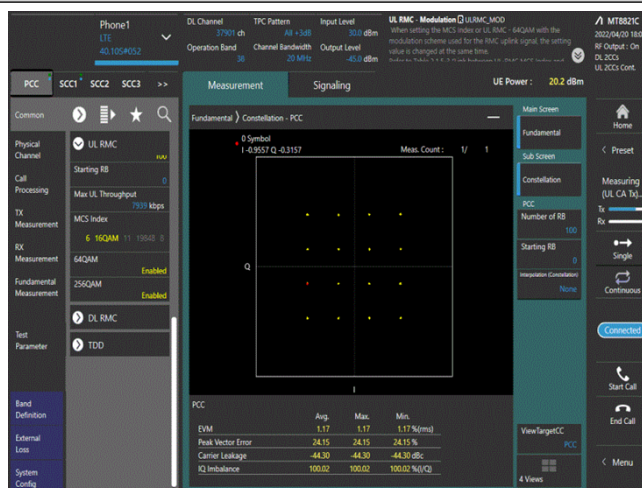 Phone1
LTE
40.105#052
DL Channel
37901 ch
TPC Pattern
All +3dB
Input Level
30.0 dBm
Operation Band
38
Channel Bandwidth
20 MHz
Output Level
-45.0 dBm
UL RMC - Modulation ULRMC_MOD
When setting the MCS index or UL RMC - 64QAM with the
modulation scheme used for the RMC uplink signal, the setting
value is changed at the same time.
MT8821C
2022/04/20 18:0
RF Output : On
DL 2CCs
UL 2CCs Cont.
PCC
SCC1
SCC2
SCC3
>>
Measurement
Signaling
UE Power : 20.2 dBm
Common
Physical
Channel
Call
Processing
TX
Measurement
RX
Measurement
Fundamental
Measurement
Test
Parameter
Band
Definition
External
Loss
System
Config
UL RMC
100
Starting RB
0
Max UL Throughput
7939 kbps
MCS Index
6 16QAM 11 19848 8
64QAM
Enabled
256QAM
Enabled
DL RMC
TDD
Fundamental 〉 Constellation - PCC
0 Symbol
I -0.9557 Q -0.3157
Meas. Count : 1/ 1
Q
I
PCC
Avg. Max. Min.
EVM 1.17 1.17 1.17 %(rms)
Peak Vector Error 24.15 24.15 24.15 %
Carrier Leakage -44.30 -44.30 -44.30 dBc
IQ Imbalance 100.02 100.02 100.02 %(I/Q)
Main Screen
Fundamental
Sub Screen
Constellation
PCC
Number of RB
100
Starting RB
0
Interpolation (Constellation)
None
ViewTargetCC
PCC
4 Views
Home
< Preset
Measuring
(UL CA Tx)...
Tx
Rx
Single
Continuous
Connected
Start Call
End Call
< Menu